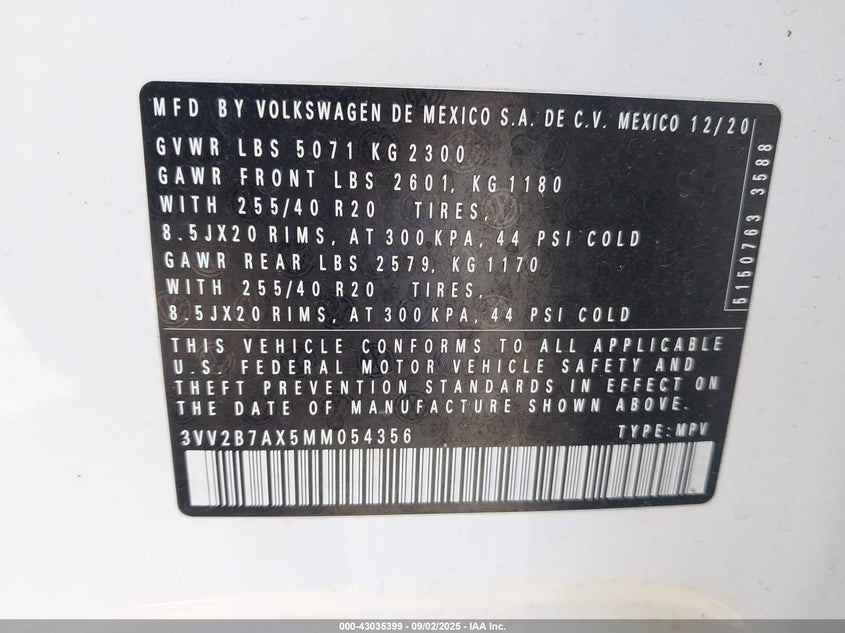 MFD BY VOLKSWAGEN DE MEXICO S.A. DE C.V. MEXICO 12/20
GVWR LBS 5071 KG 2300
GAWR FRONT LBS 2601, KG 1180
WITH 255/40 R20 TIRES,
8.5JX20 RIMS, AT 300 KPA, 44 PSI COLD
GAWR REAR LBS 2579, KG 1170
WITH 255/40 R20 TIRES,
8.5JX20 RIMS, AT 300 KPA, 44 PSI COLD
5150763 3588
THIS VEHICLE CONFORMS TO ALL APPLICABLE
U.S. FEDERAL MOTOR VEHICLE SAFETY AND
THEFT PREVENTION STANDARDS IN EFFECT ON
THE DATE OF MANUFACTURE SHOWN ABOVE.
3VV2B7AX5MM054356 TYPE: MPV
000-43035399 - 09/02/2025 - IAA Inc.